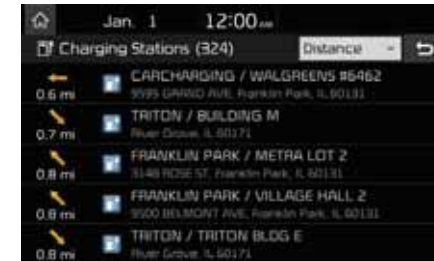 Jan. 1 12:00 AM
Charging Stations (324) Distance
CARCHARGING / WALGREENS #6462
0.6 mi 9595 GRAND AVE, Franklin Park, IL 60131
TRITON / BUILDING M
0.7 mi River Grove, IL 60171
FRANKLIN PARK / METRA LOT 2
0.8 mi 3148 ROSE ST, Franklin Park, IL 60131
FRANKLIN PARK / VILLAGE HALL 2
0.8 mi 9500 BELMONT AVE, Franklin Park, IL 60131
TRITON / TRITON BLDG E
0.8 mi River Grove, IL 60171